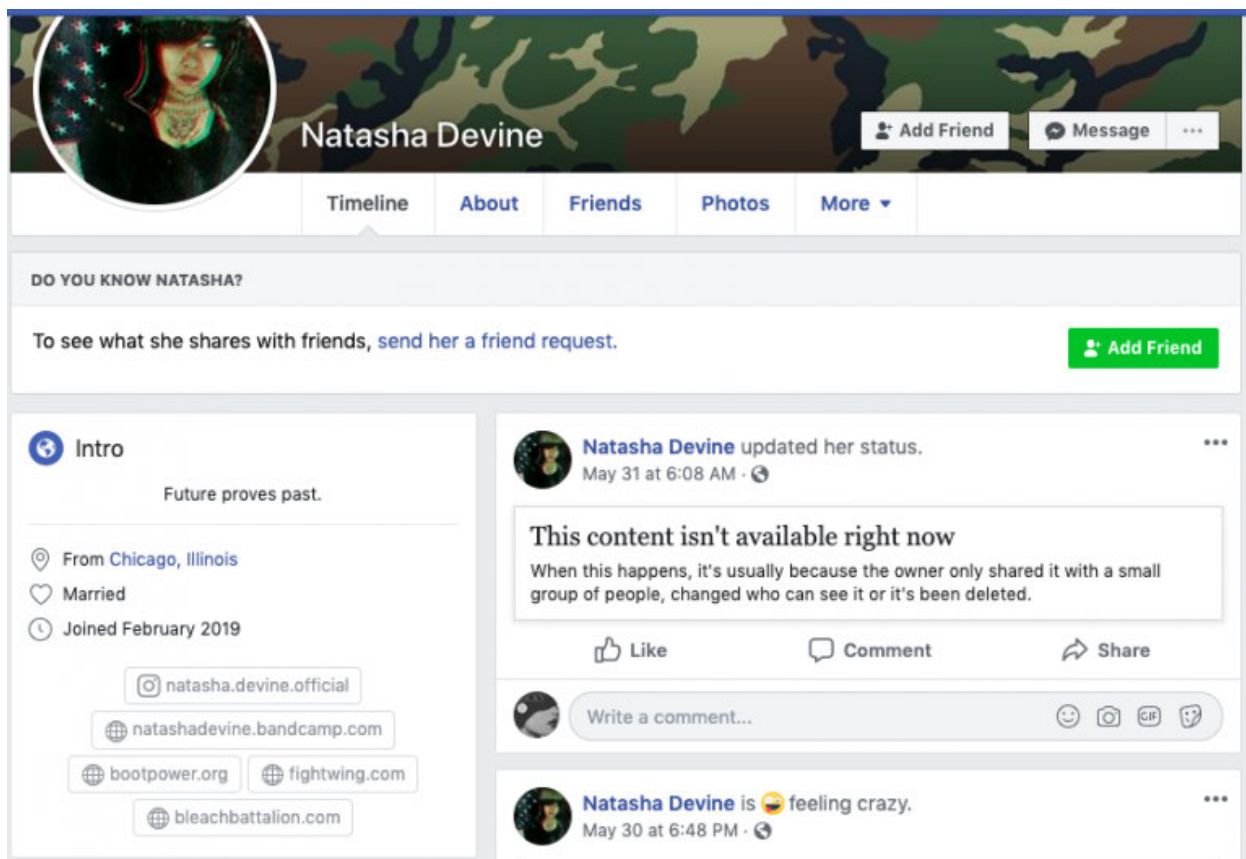 Natasha Devine
Add Friend
Message
Timeline
About
Friends
Photos
More
DO YOU KNOW NATASHA?
To see what she shares with friends, send her a friend request.
Add Friend
Intro
Future proves past.
From Chicago, Illinois
Married
Joined February 2019
natasha.devine.official
natashadevine.bandcamp.com
bootpower.org
fightwing.com
bleachbattalion.com
Natasha Devine updated her status.
May 31 at 6:08 AM ·
This content isn't available right now
When this happens, it's usually because the owner only shared it with a small
group of people, changed who can see it or it's been deleted.
Like
Comment
Share
Write a comment...
GIF
Natasha Devine is 🤪 feeling crazy.
May 30 at 6:48 PM ·